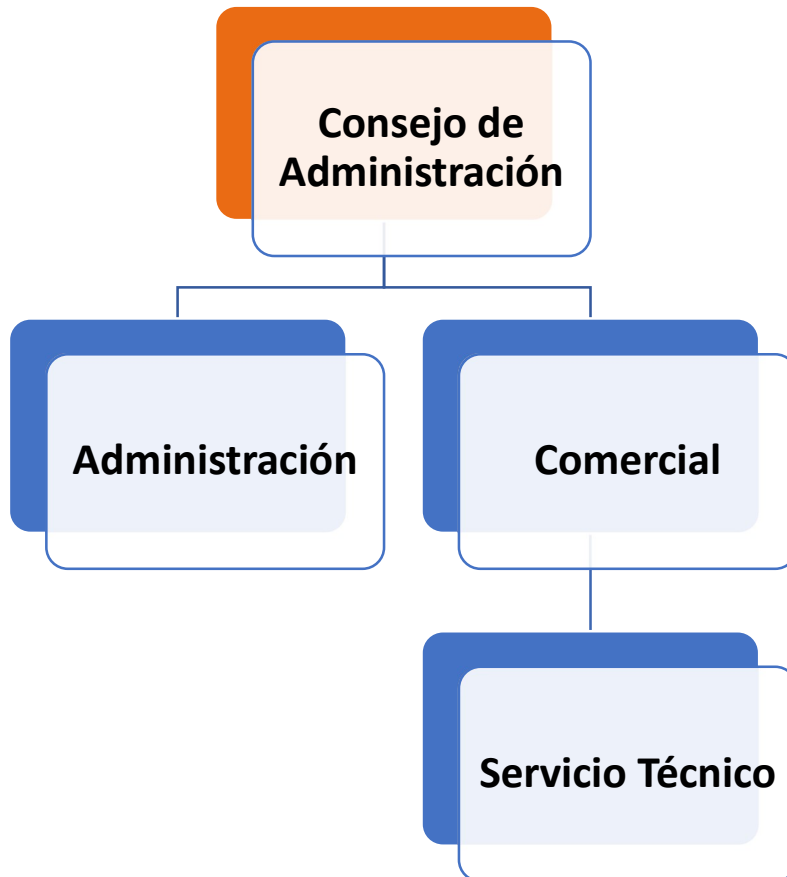 Consejo de
Administración
Administración
Comercial
Servicio Técnico